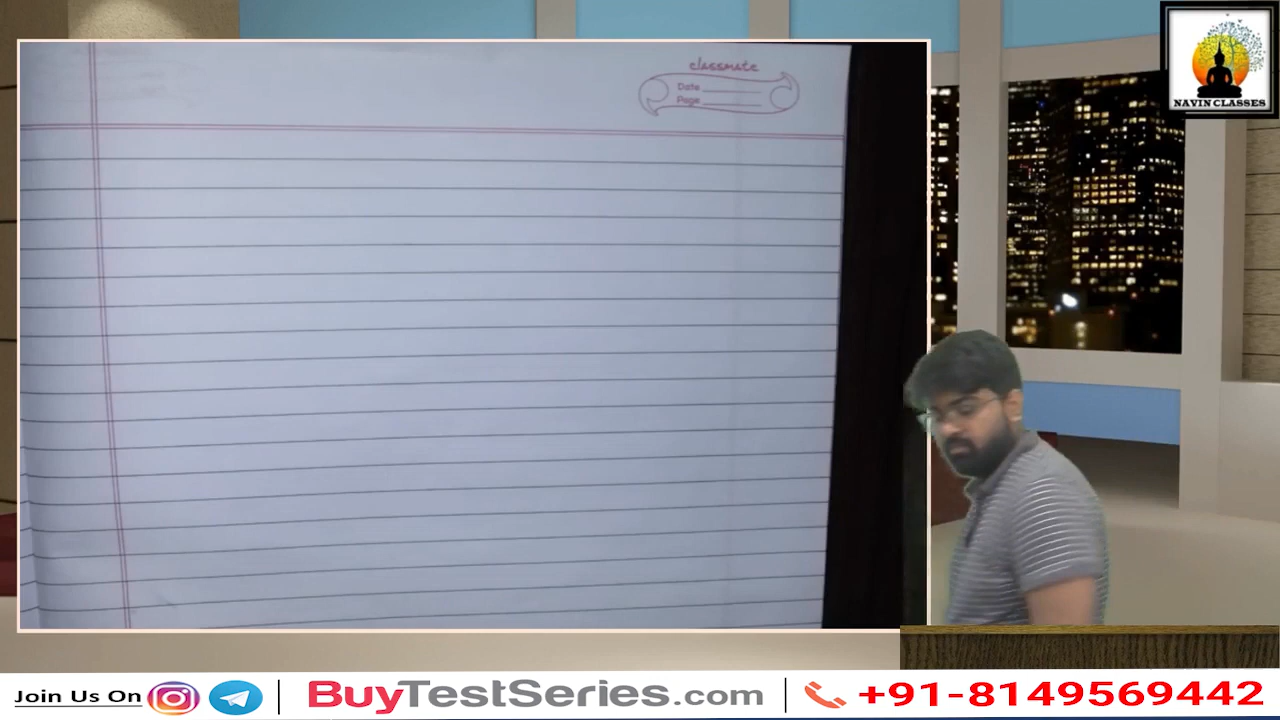 classmate
Date
Page
NAVIN CLASSES
Join Us On BuyTestSeries.com +91-8149569442